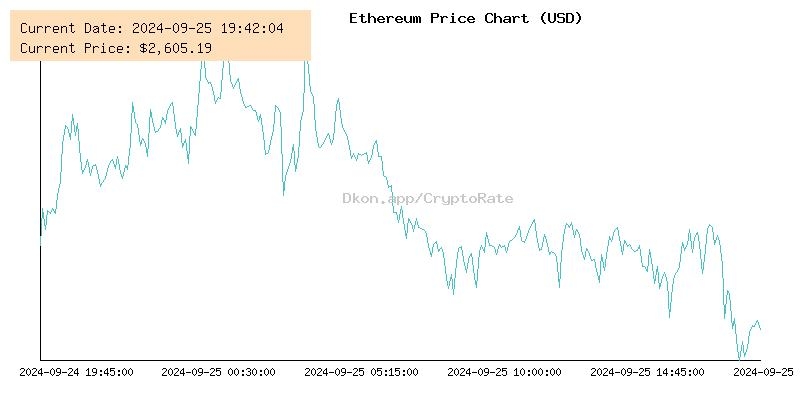 Ethereum Price Chart (USD)
Current Date: 2024-09-25 19:42:04
Current Price: $2,605.19
Dkon.app/CryptoRate
2024-09-24 19:45:00
2024-09-25 00:30:00
2024-09-25 05:15:00
2024-09-25 10:00:00
2024-09-25 14:45:00
2024-09-25